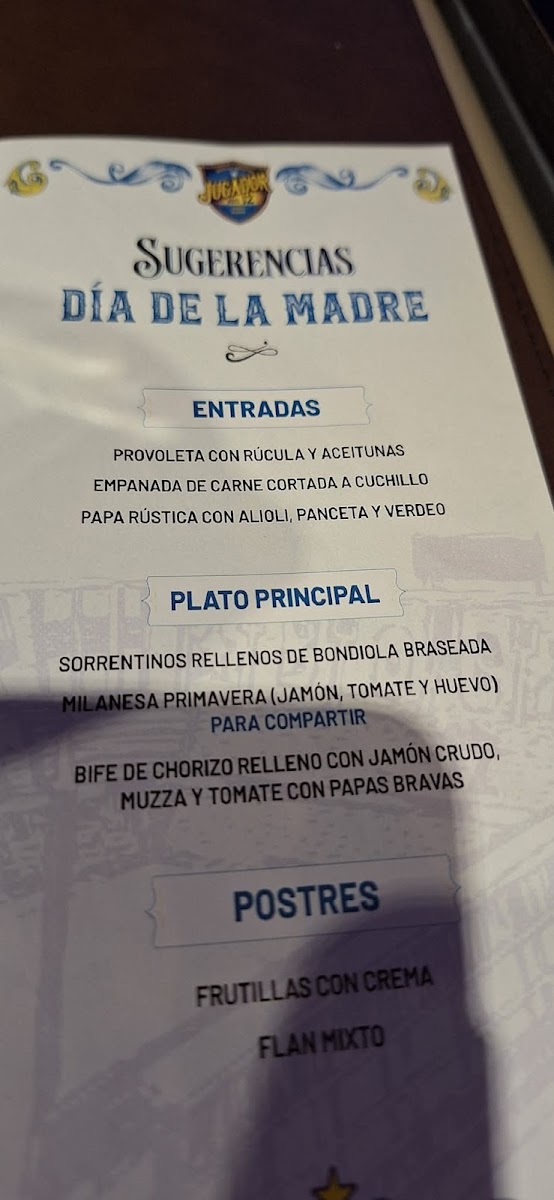 JUGADOR
12
SUGERENCIAS
DÍA DE LA MADRE
ENTRADAS
PROVOLETA CON RÚCULA Y ACEITUNAS
EMPANADA DE CARNE CORTADA A CUCHILLO
PAPA RÚSTICA CON ALIOLI, PANCETA Y VERDEO
PLATO PRINCIPAL
SORRENTINOS RELLENOS DE BONDIOLA BRASEADA
MILANESA PRIMAVERA (JAMÓN, TOMATE Y HUEVO)
PARA COMPARTIR
BIFE DE CHORIZO RELLENO CON JAMÓN CRUDO,
MUZZA Y TOMATE CON PAPAS BRAVAS
POSTRES
FRUTILLAS CON CREMA
FLAN MIXTO